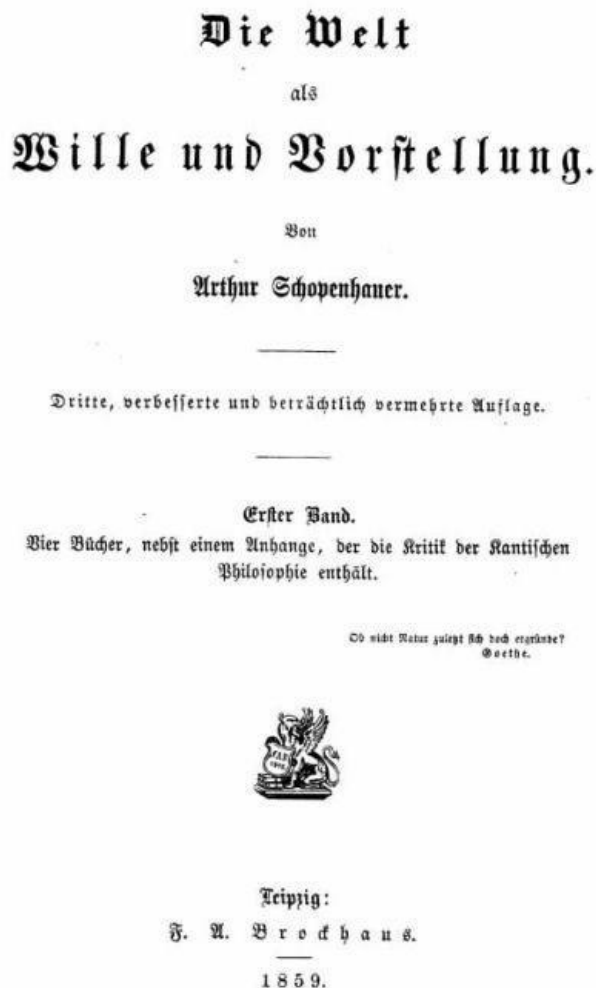 Die Welt
als
Wille und Vorstellung.
Von
Arthur Schopenhauer.
Dritte, verbesserte und beträchtlich vermehrte Auflage.
Erster Band.
Vier Bücher, nebst einem Anhange, der die Kritik der Kantischen
Philosophie enthält.
Ob nicht Natur zuletzt sich doch ergründe?
Goethe.
Leipzig:
F. A. Brockhaus.
1859.